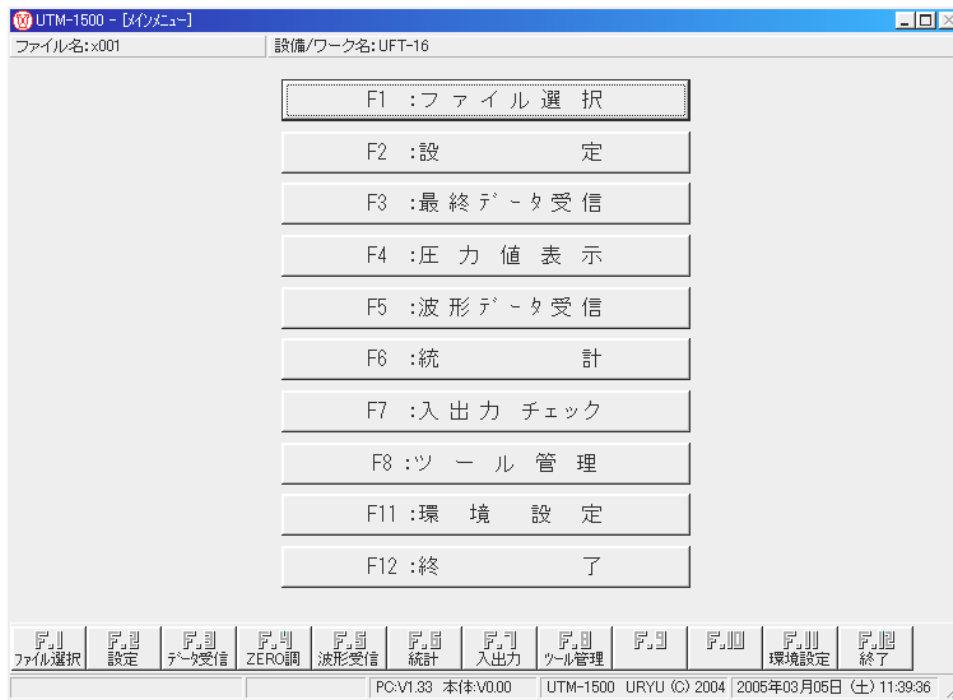 UTM-1500 - [ﾒｲﾝﾒﾆｭｰ]
ファイル名:x001 設備/ワーク名:UFT-16
F1 :ファイル選択
F2 :設 定
F3 :最終ﾃﾞｰﾀ受信
F4 :圧力値表示
F5 :波形ﾃﾞｰﾀ受信
F6 :統 計
F7 :入出力 チェック
F8:ツール管理
F11:環境設定
F12:終 了
F.1 F.2 F.3 F.4 F.5 F.6 F.7 F.8 F.9 F.10 F.11 F.12
ﾌｧｲﾙ選択 設定 ﾃﾞｰﾀ受信 ZERO調 波形受信 統計 入出力 ﾂｰﾙ管理 環境設定 終了
PC:V1.33 本体:V0.00 UTM-1500 URYU (C) 2004 2005年03月05日 (土) 11:39:36